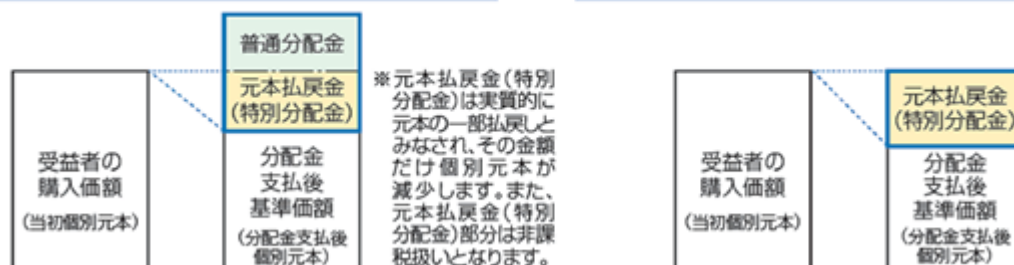 普通分配金
元本払戻金
(特別分配金)
受益者の
購入価額
(当初個別元本)
分配金
支払後
基準価額
(分配金支払後
個別元本)
※元本払戻金(特別
分配金)は実質的に
元本の一部払戻しと
みなされ、その金額
だけ個別元本が
減少します。また、
元本払戻金(特別
分配金)部分は非課
税扱いとなります。
受益者の
購入価額
(当初個別元本)
元本払戻金
(特別分配金)
分配金
支払後
基準価額
(分配金支払後
個別元本)